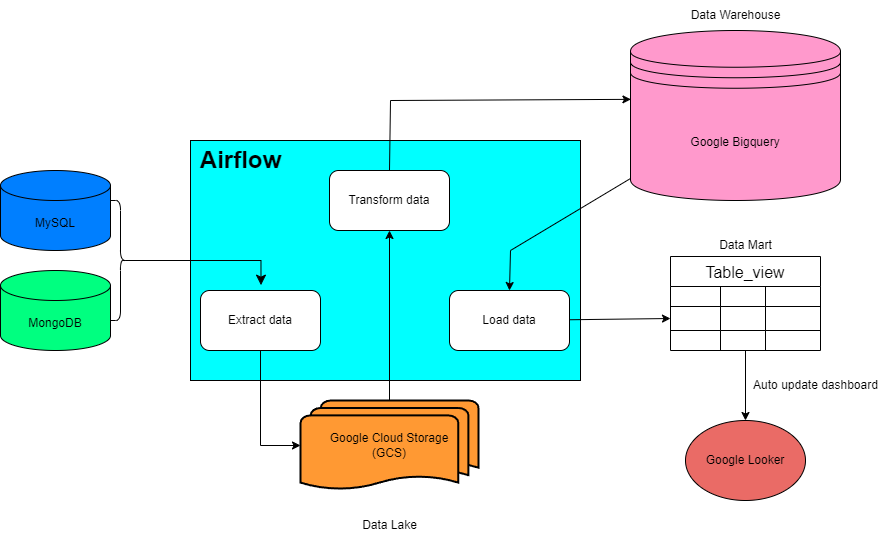 Data Warehouse
Airflow
Google Bigquery
Transform data
MySQL
Data Mart
Table_view
MongoDB
Extract data
Load data
Auto update dashboard
Google Cloud Storage
(GCS)
Google Looker
Data Lake